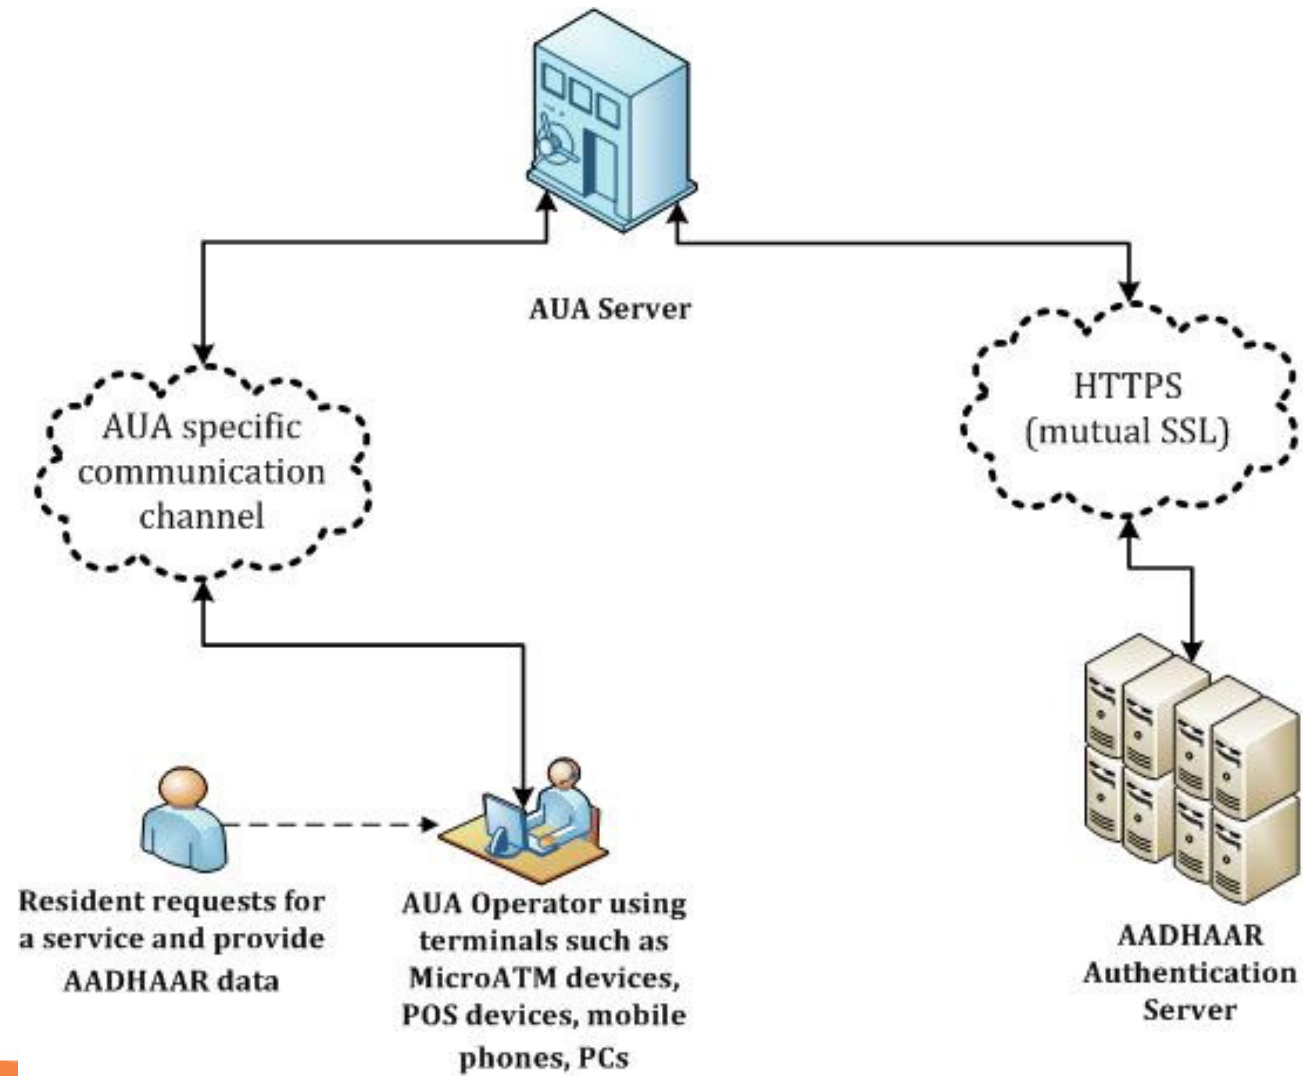 AUA Server
HTTPS
(mutual SSL)
AUA specific
communication
channel
Resident requests for
a service and provide
AADHAAR data
AUA Operator using
terminals such as
MicroATM devices,
POS devices, mobile
phones, PCs
AADHAAR
Authentication
Server